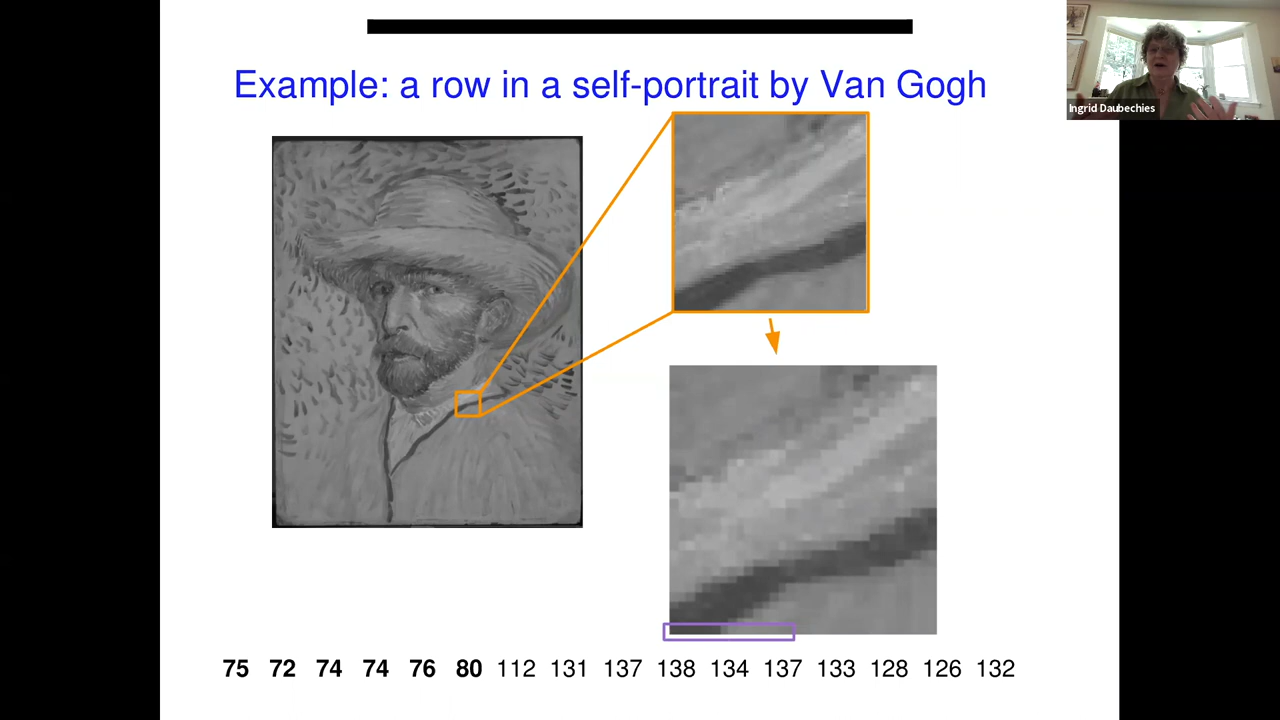 Example: a row in a self-portrait by Van Gogh
Ingrid Daubechies
75 72 74 74 76 80 112 131 137 138 134 137 133 128 126 132